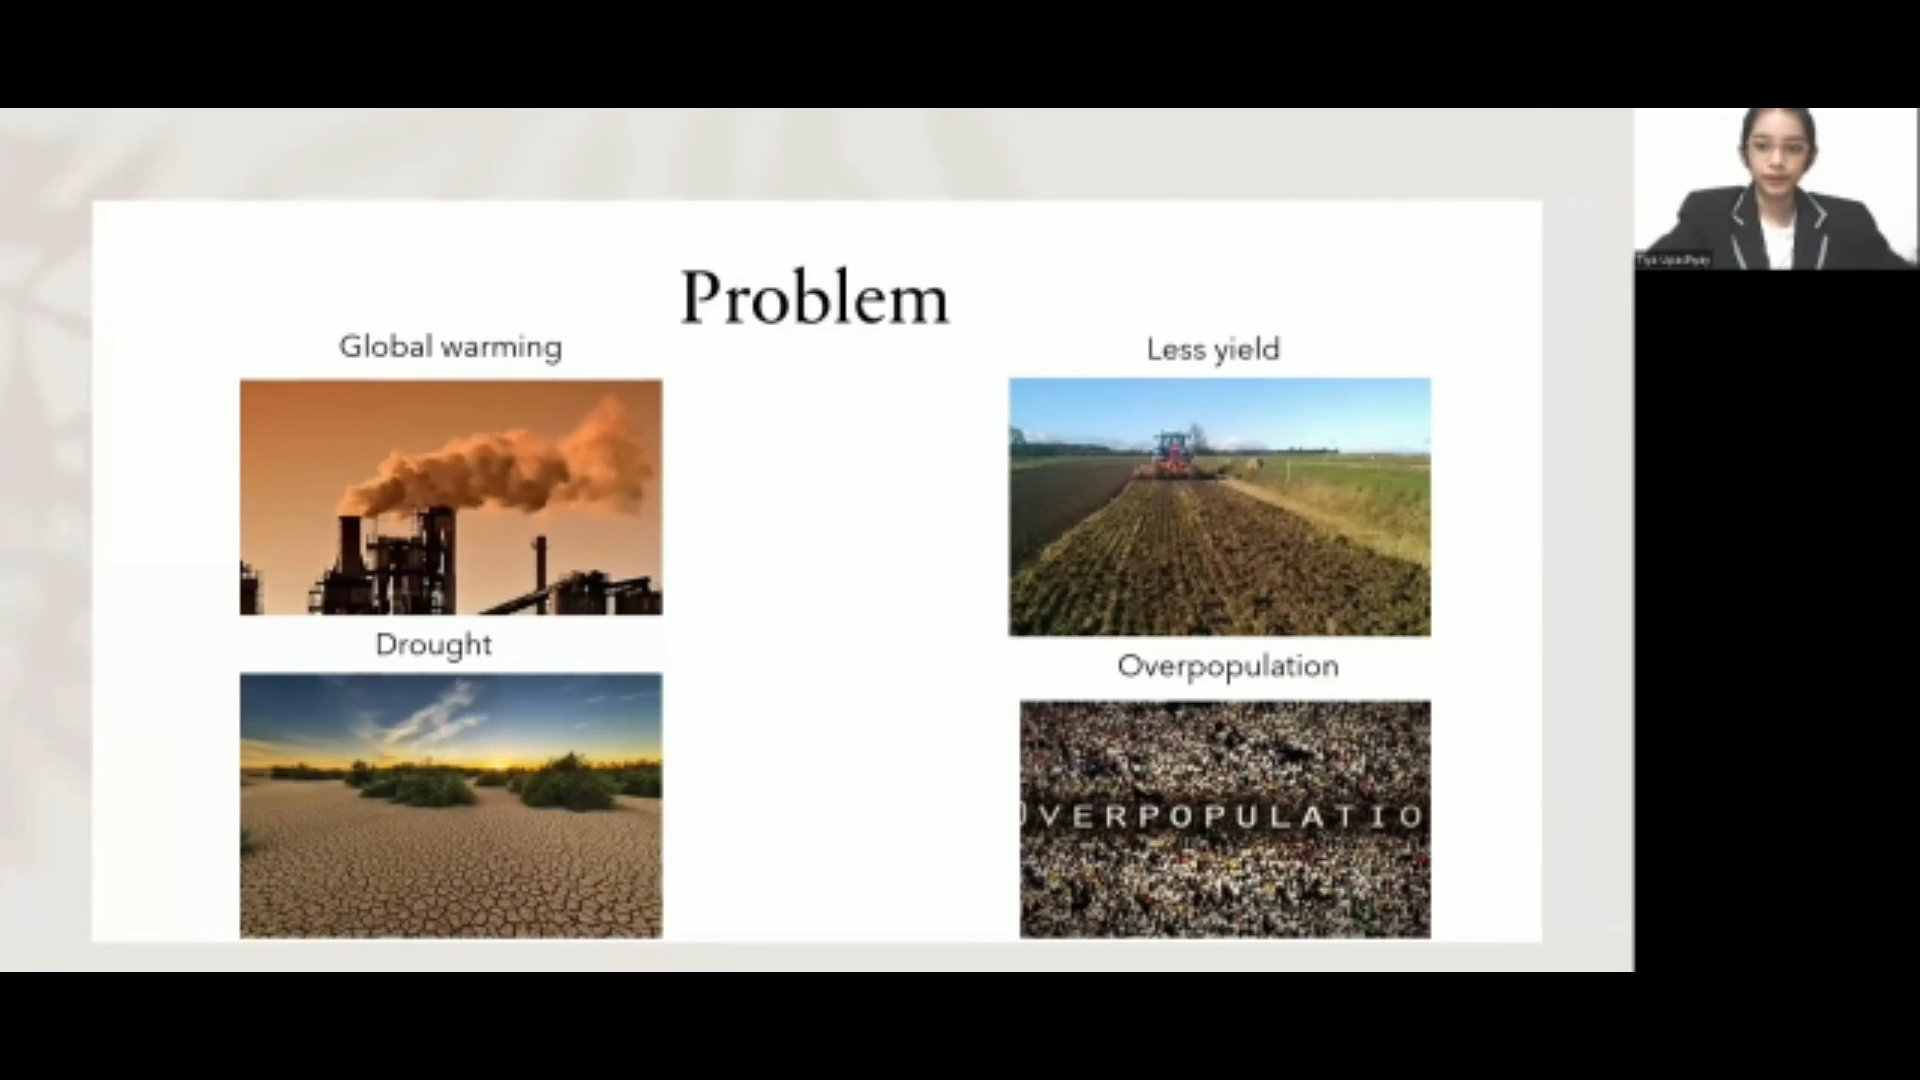 Problem
Global warming
Less yield
Drought
Overpopulation
OVERPOPULATIO